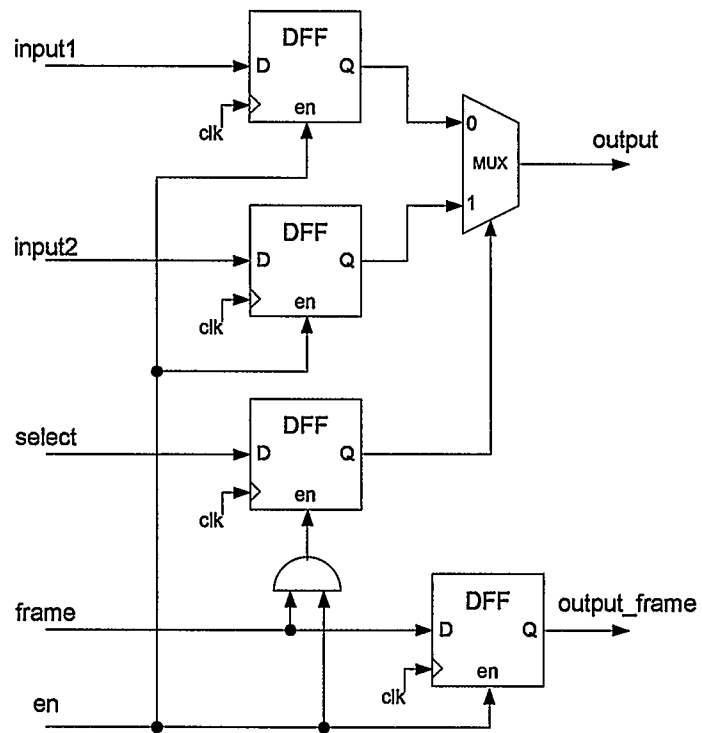 input1
DFF
D
Q
en
clk
0
MUX
1
output
input2
DFF
D
Q
en
clk
select
DFF
D
Q
en
clk
frame
DFF
D
Q
en
clk
output_frame
en